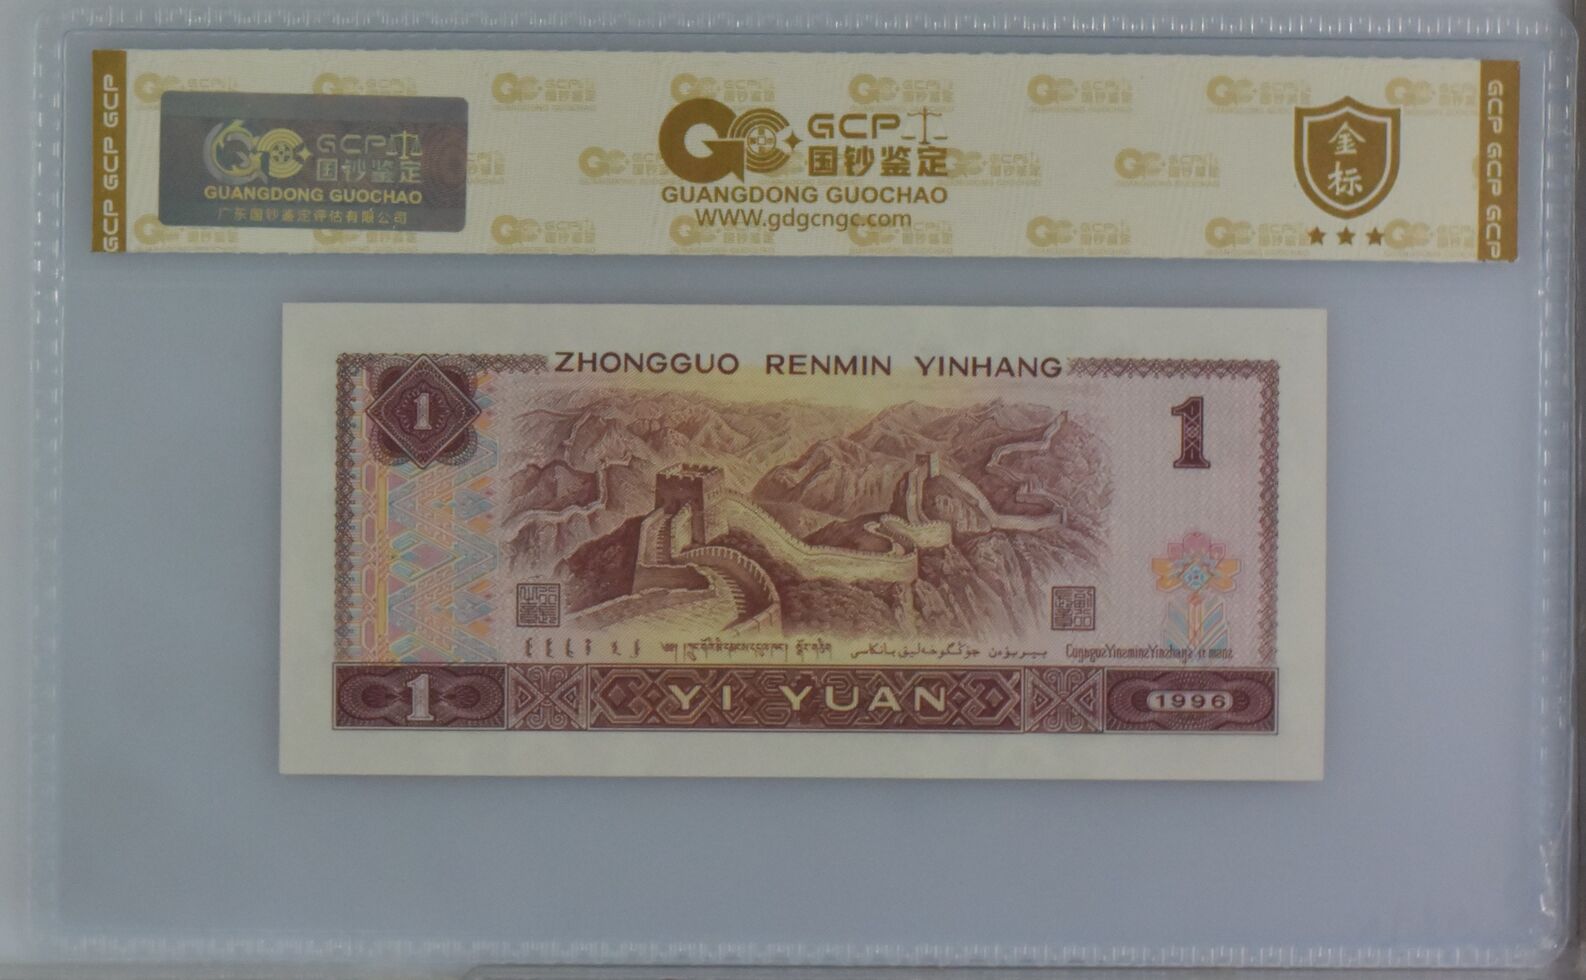 GCP GCP GCP
GCP
国钞鉴定
GUANGDONG GUOCHAO
广东国钞鉴定评估有限公司
GCP
国钞鉴定
GUANGDONG GUOCHAO
WWW.gdgcngc.com
金标
GCP GCP GCP
ZHONGGUO RENMIN YINHANG
1
1
1
YI YUAN
1996